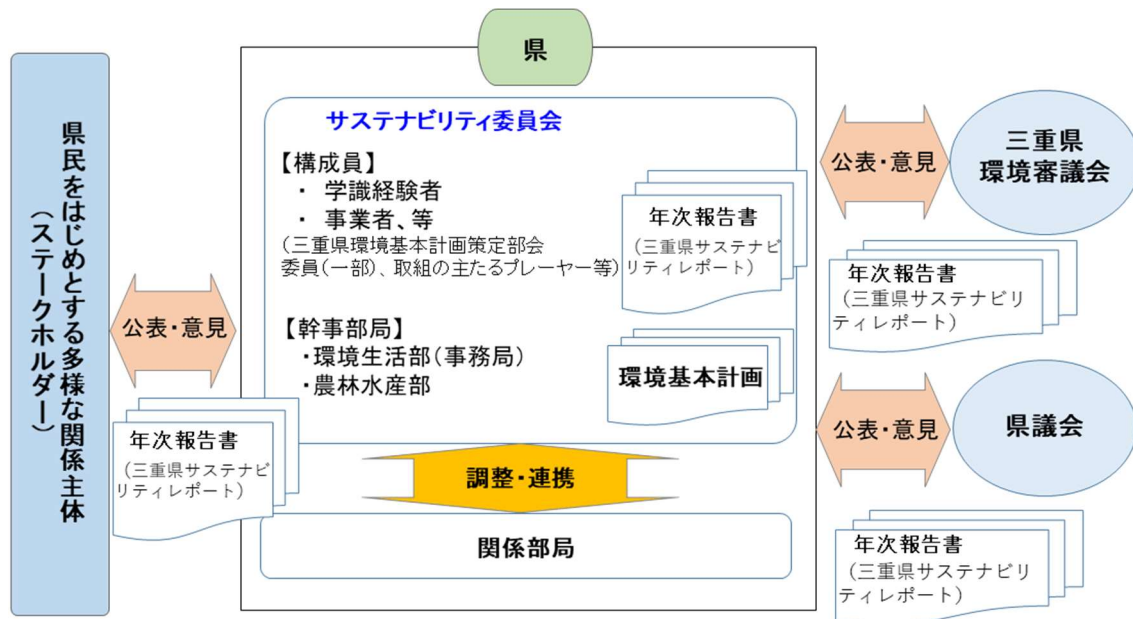 県
県民をはじめとする多様な関係主体
（ステークホルダー）
公表・意見
年次報告書
（三重県サステナビ
リティレポート）
サステナビリティ委員会
【構成員】
・ 学識経験者
・ 事業者、等
（三重県環境基本計画策定部会
委員（一部）、取組の主たるプレーヤー等）
【幹事部局】
・環境生活部（事務局）
・農林水産部
年次報告書
（三重県サステナビ
リティレポート）
環境基本計画
調整・連携
関係部局
公表・意見
三重県
環境審議会
年次報告書
（三重県サステナビリ
ティレポート）
公表・意見
県議会
年次報告書
（三重県サステナビリ
ティレポート）